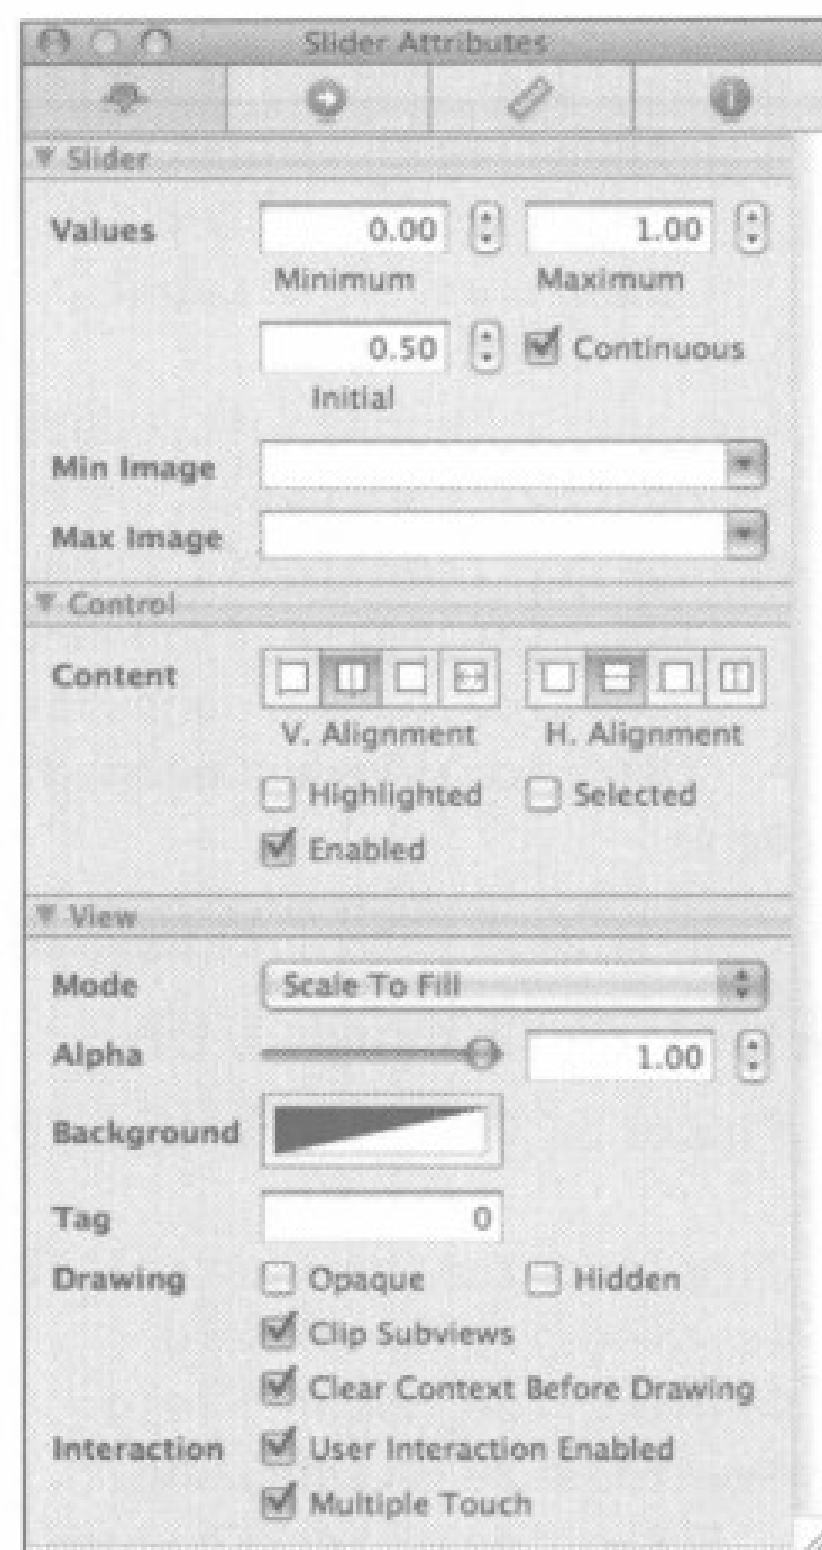 Slider Attributes
Slider
Values 0.00 1.00
Minimum Maximum
0.50 Continuous
Initial
Min Image
Max Image
Control
Content
V. Alignment H. Alignment
Highlighted Selected
Enabled
View
Mode Scale To Fill
Alpha 1.00
Background
Tag 0
Drawing Opaque Hidden
Clip Subviews
Clear Context Before Drawing
Interaction User Interaction Enabled
Multiple Touch